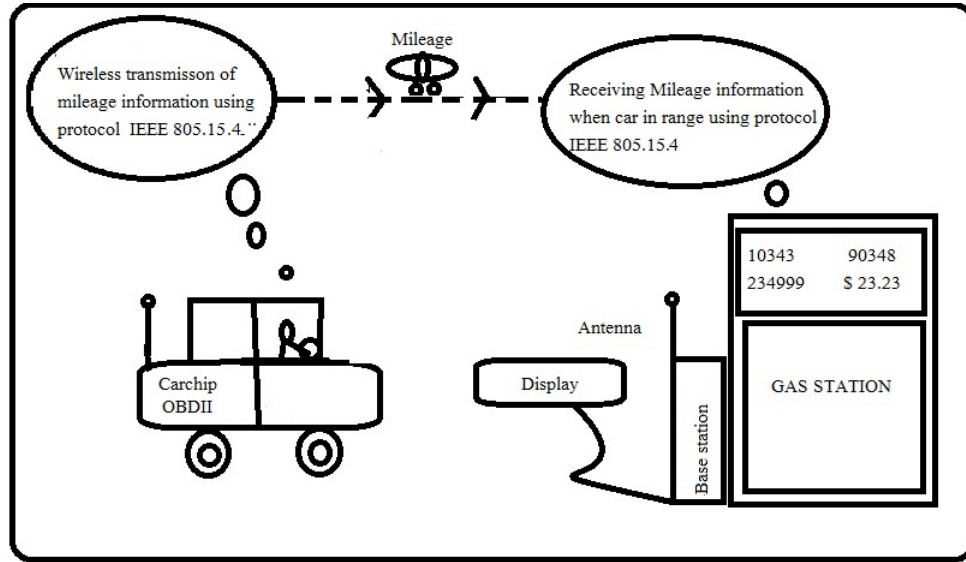 Mileage
Wireless transmisson of
mileage information using
protocol IEEE 805.15.4
Receiving Mileage information
when car in range using protocol
IEEE 805.15.4
10343 90348
234999 $ 23.23
Antenna
Carchip
OBDII
Display
Base station
GAS STATION